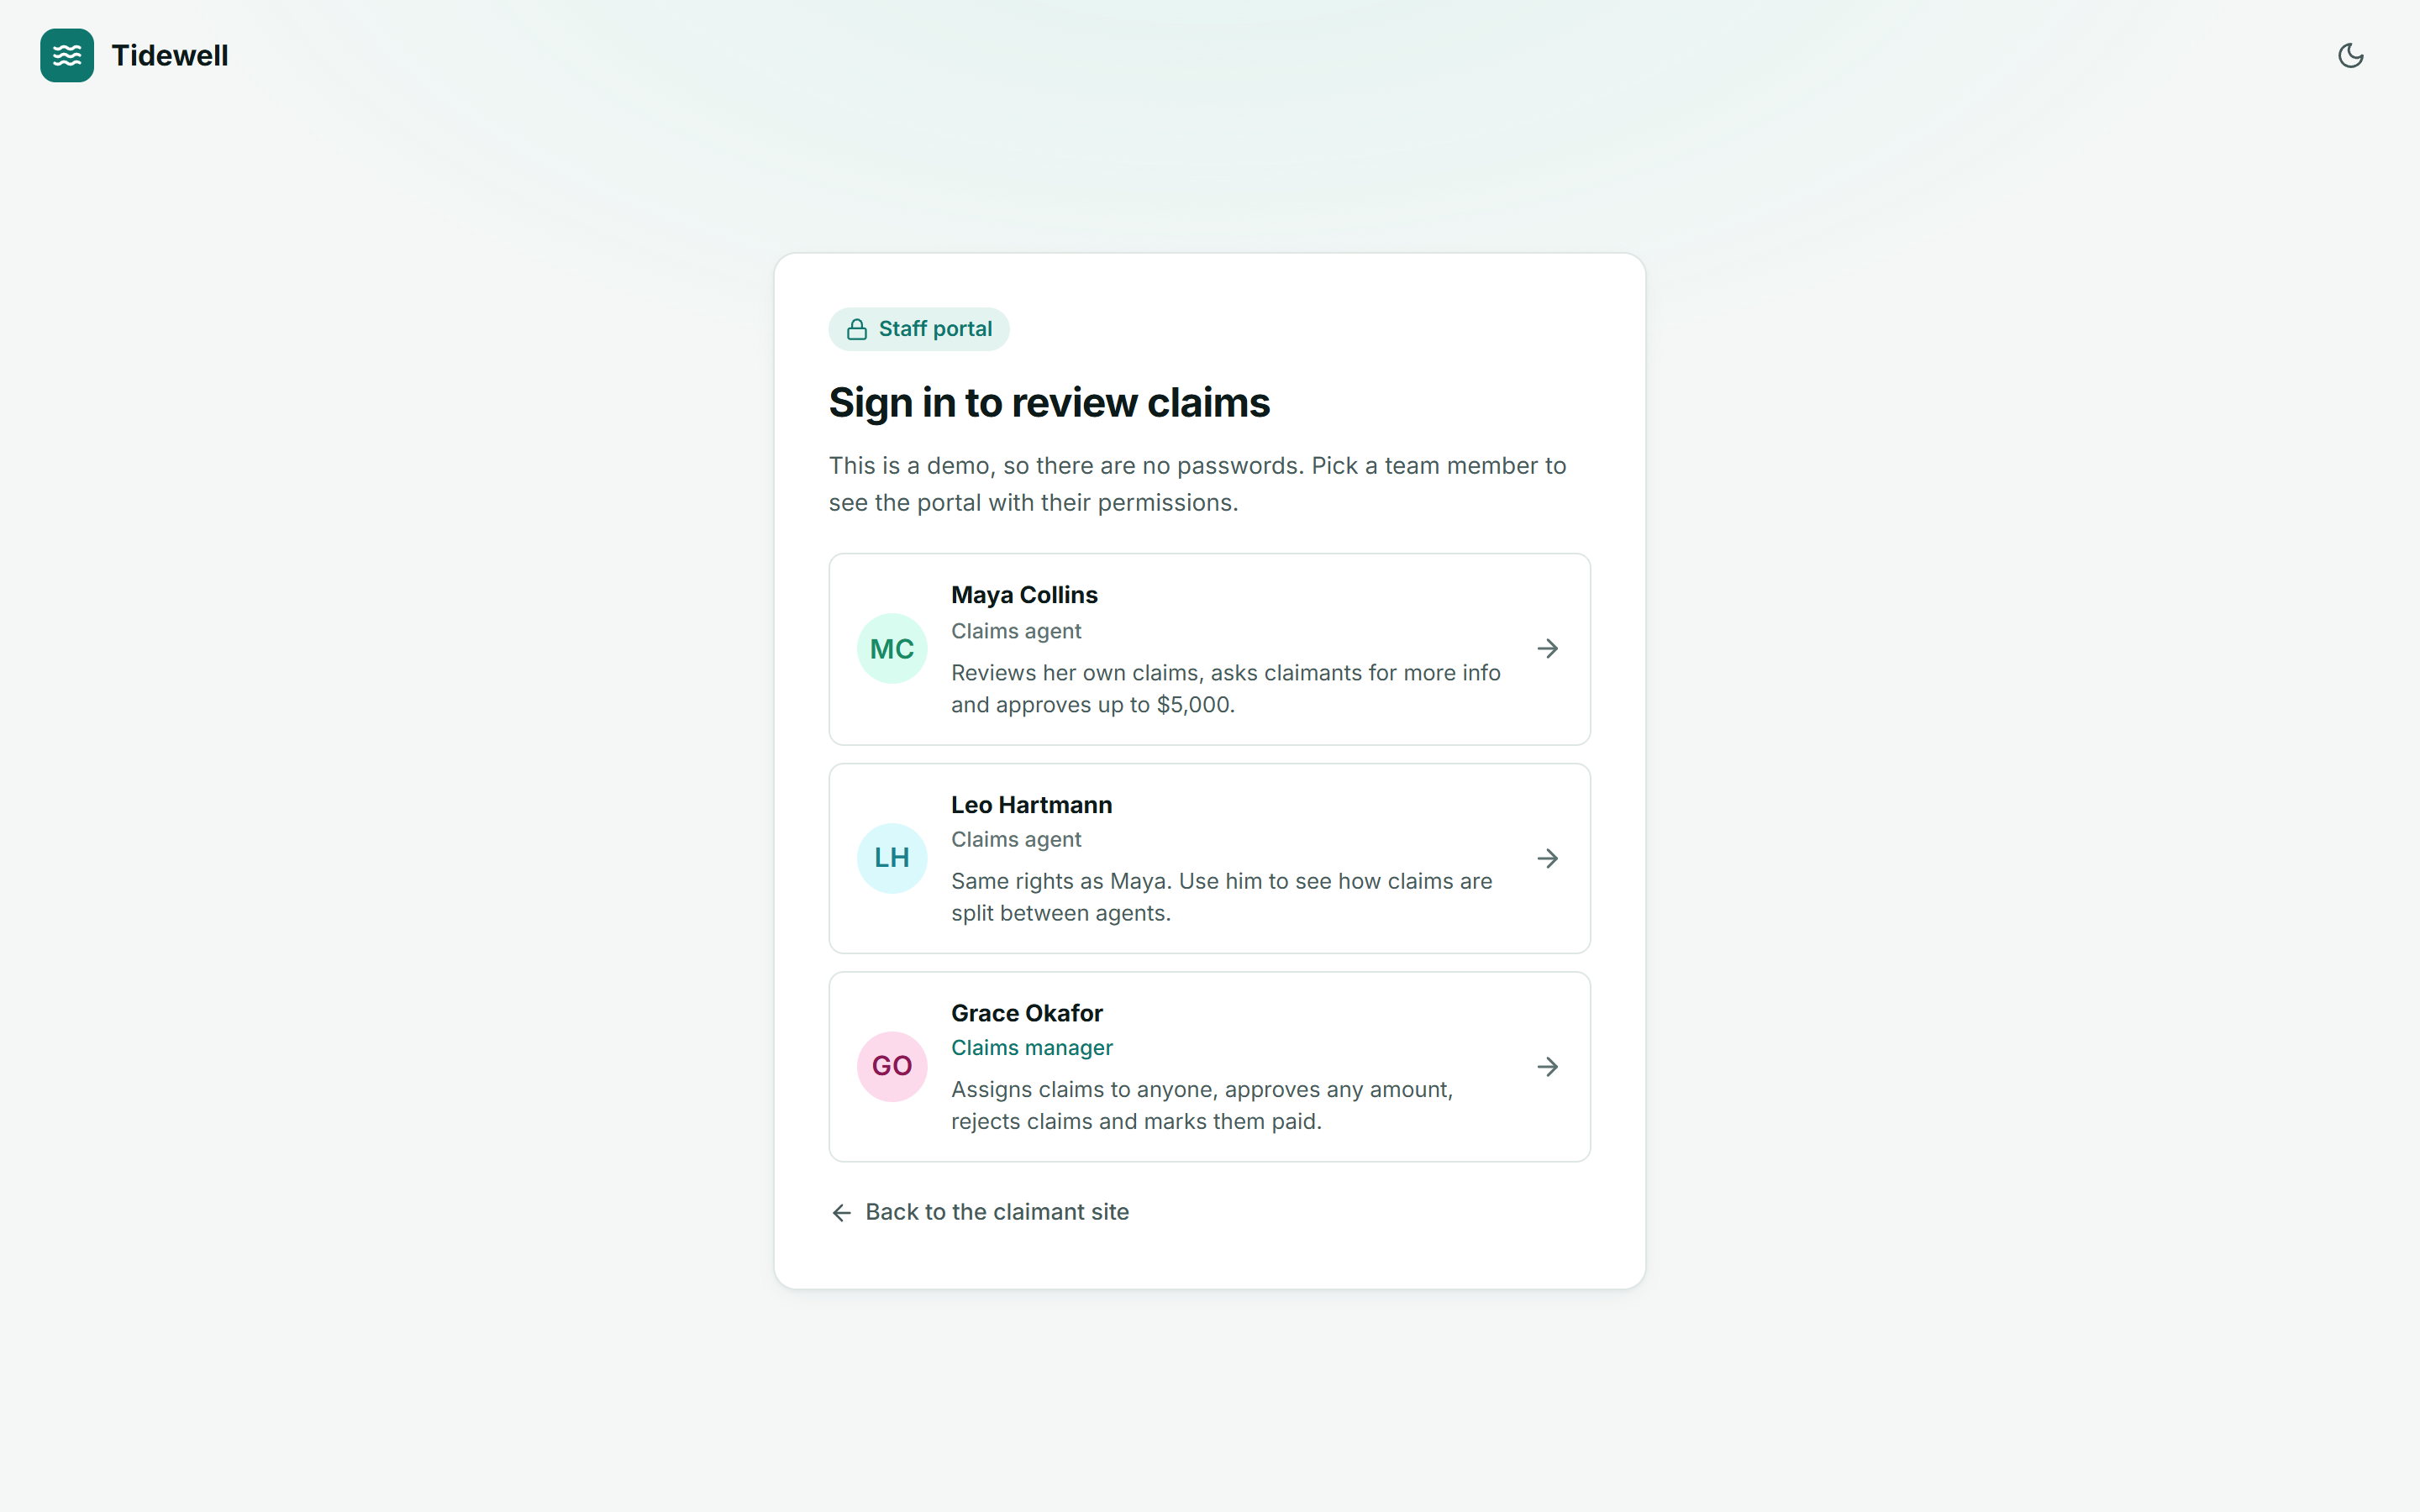 Tidewell
Staff portal
Sign in to review claims
This is a demo, so there are no passwords. Pick a team member to
see the portal with their permissions.
MC
Maya Collins
Claims agent
Reviews her own claims, asks claimants for more info
and approves up to $5,000.
LH
Leo Hartmann
Claims agent
Same rights as Maya. Use him to see how claims are
split between agents.
GO
Grace Okafor
Claims manager
Assigns claims to anyone, approves any amount,
rejects claims and marks them paid.
Back to the claimant site